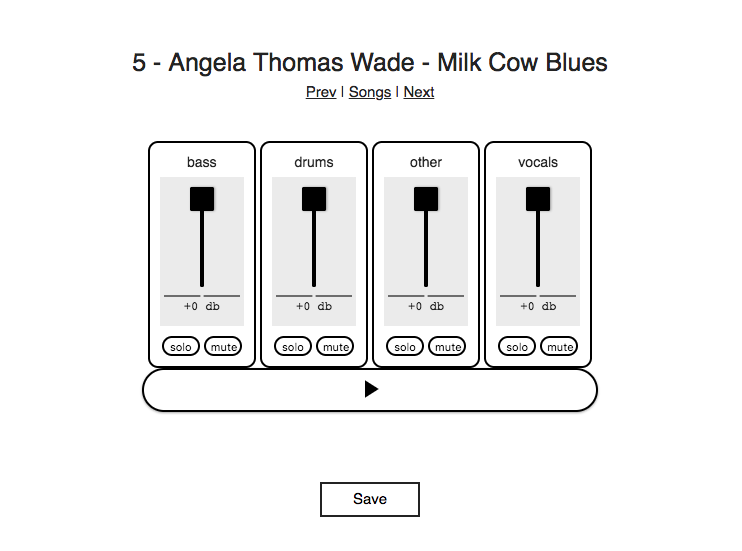 5 - Angela Thomas Wade - Milk Cow Blues
Prev | Songs | Next
bass drums other vocals
+0 db +0 db +0 db +0 db
solo mute solo mute solo mute solo mute
Save